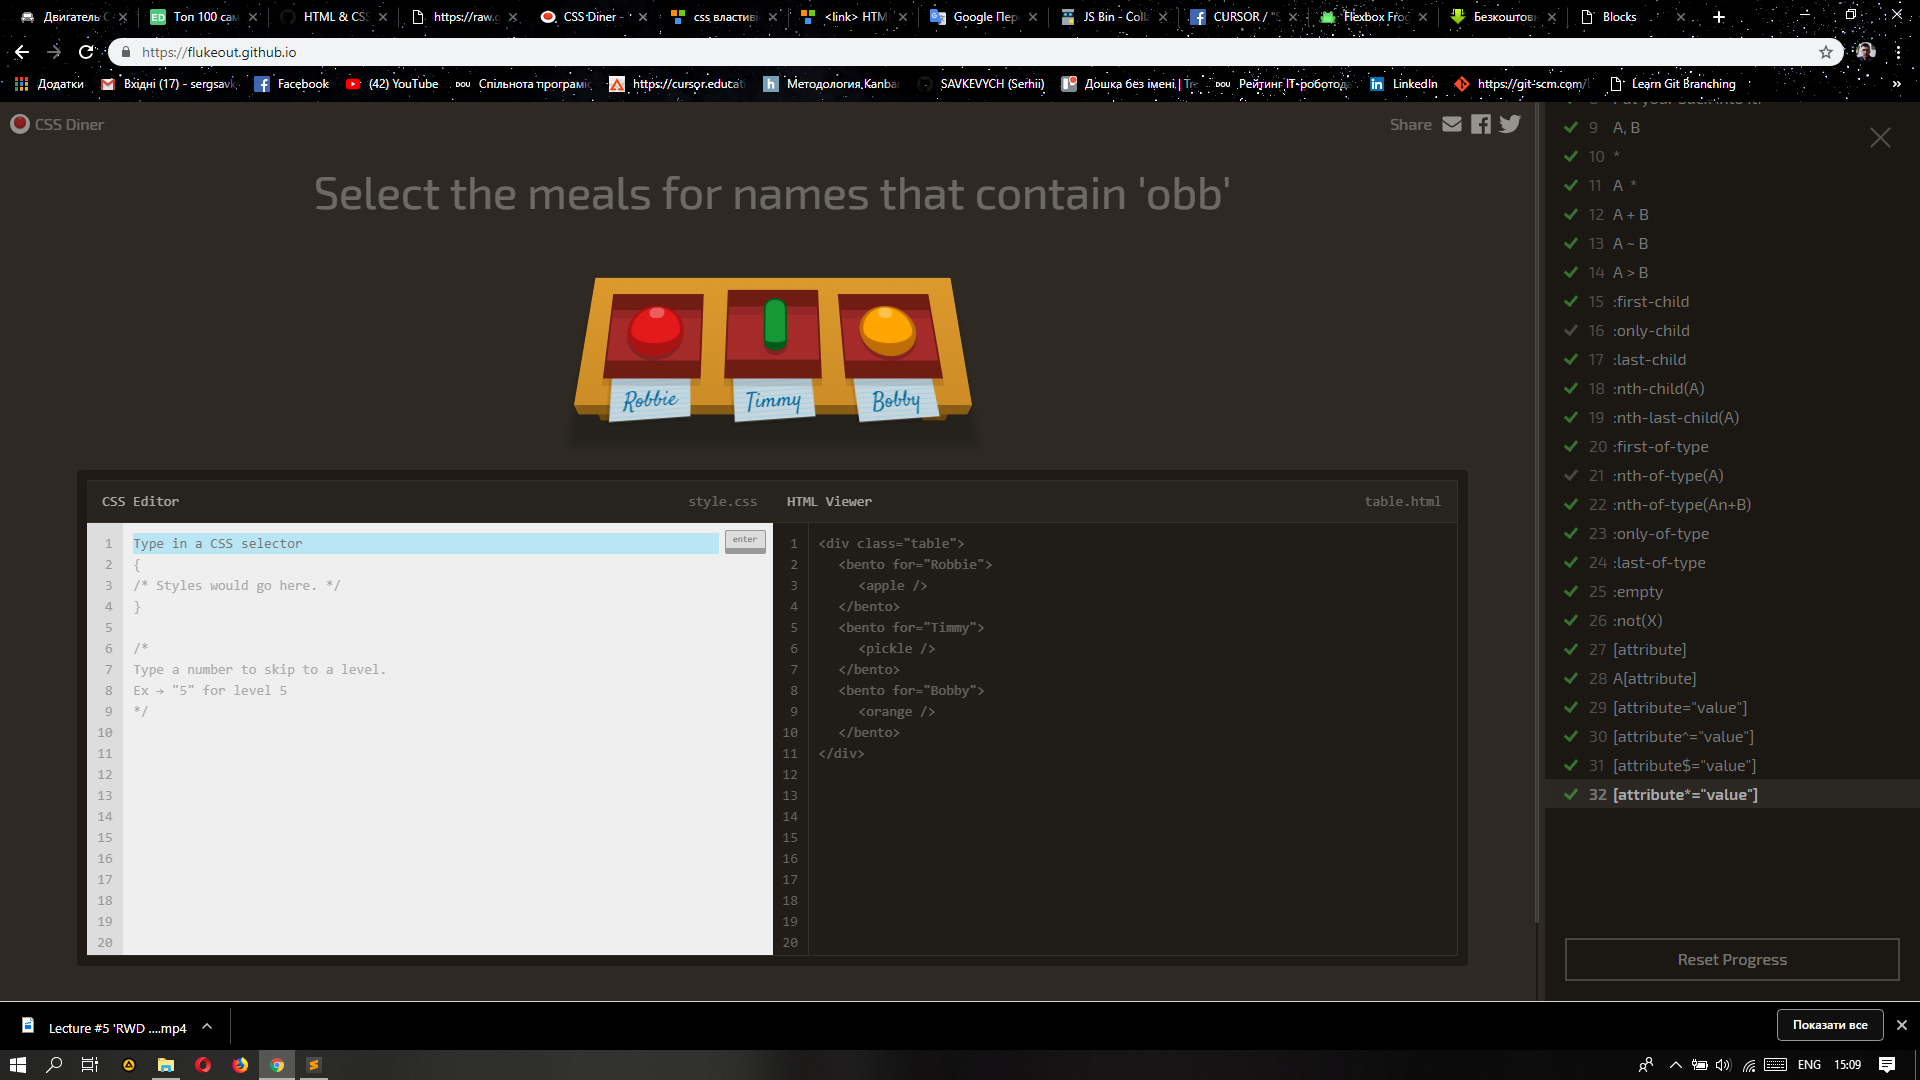 Двигатель С
Топ 100 сам
HTML & CSS
https://raw.g
CSS Diner -
css властиві
<link> HTM
Google Пер
JS Bin - Coll
CURSOR / "S
Flexbox Frog
Безкоштовн
Blocks
https://flukeout.github.io
Додатки
Вхідні (17) - sergsavk
Facebook
(42) YouTube
DOU Спільнота програміс
https://cursor.educati
h Методология,Kanban
SAVKEVYCH (Serhii)
Дошка без імені | Tre
DOU Рейтинг ІТ-роботода
LinkedIn
https://git-scm.com/b
Learn Git Branching
»
CSS Diner
Share
Select the meals for names that contain 'obb'
Robbie
Timmy
Bobby
CSS Editor
style.css
HTML Viewer
table.html
1 Type in a CSS selector
enter
2 {
3 /* Styles would go here. */
4 }
5
6 /*
7 Type a number to skip to a level.
8 Ex → "5" for level 5
9 */
10
11
12
13
14
15
16
17
18
19
20
1 <div class="table">
2 <bento for="Robbie">
3 <apple />
4 </bento>
5 <bento for="Timmy">
6 <pickle />
7 </bento>
8 <bento for="Bobby">
9 <orange />
10 </bento>
11 </div>
12
13
14
15
16
17
18
19
20
9 A, B
10 *
11 A *
12 A + B
13 A ~ B
14 A > B
15 :first-child
16 :only-child
17 :last-child
18 :nth-child(A)
19 :nth-last-child(A)
20 :first-of-type
21 :nth-of-type(A)
22 :nth-of-type(An+B)
23 :only-of-type
24 :last-of-type
25 :empty
26 :not(X)
27 [attribute]
28 A[attribute]
29 [attribute="value"]
30 [attribute^="value"]
31 [attribute$="value"]
32 [attribute*="value"]
Reset Progress
Lecture #5 'RWD ....mp4
Показати все
ENG
15:09